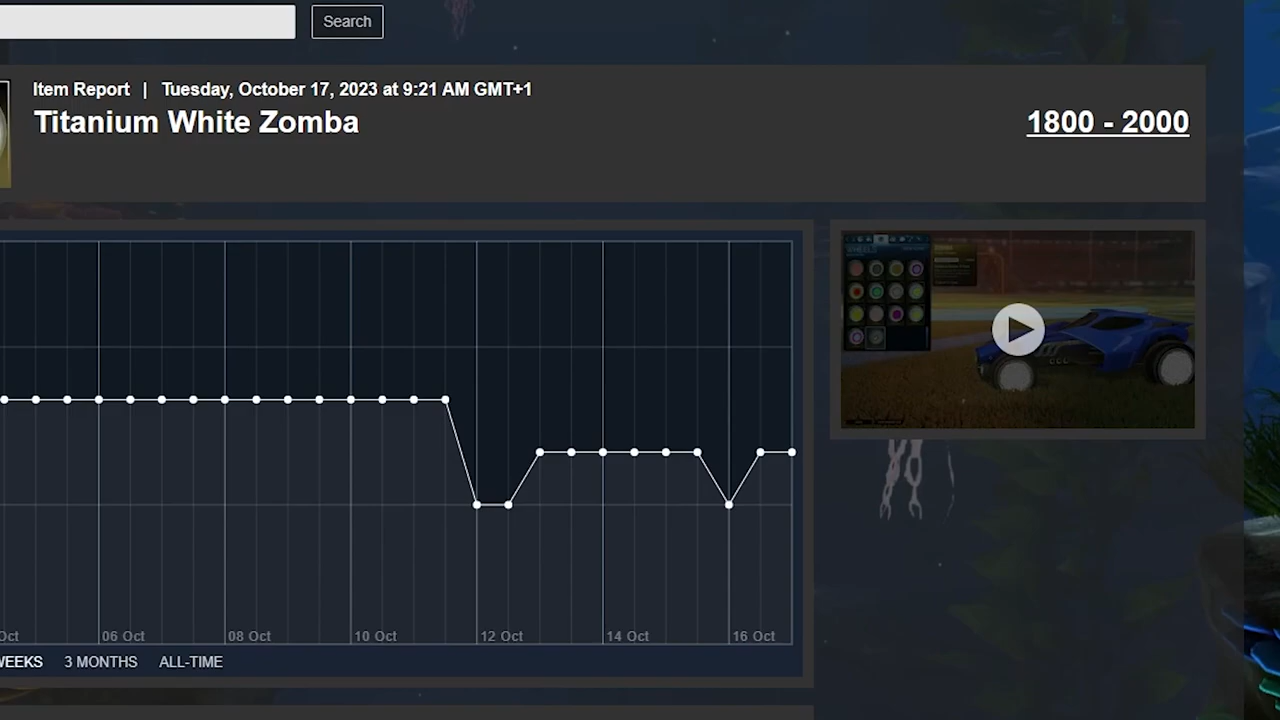 Search
Item Report | Tuesday, October 17, 2023 at 9:21 AM GMT+1
Titanium White Zomba
1800 - 2000
Oct
06 Oct
08 Oct
10 Oct
12 Oct
14 Oct
16 Oct
WEEKS
3 MONTHS
ALL-TIME